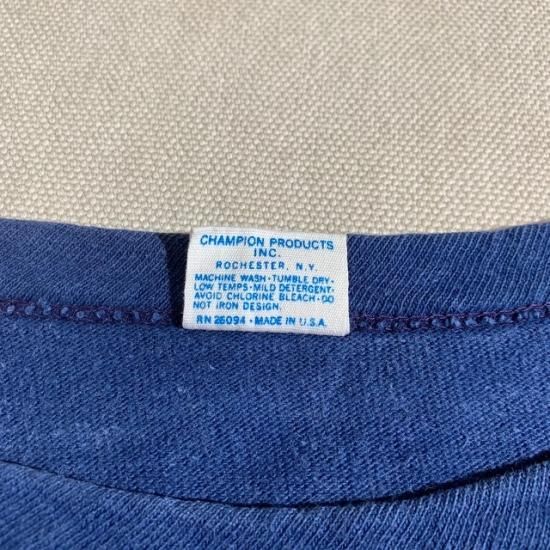 CHAMPION PRODUCTS
INC.
ROCHESTER, N.Y.
MACHINE WASH · TUMBLE DRY ·
LOW TEMPS · MILD DETERGENT ·
AVOID CHLORINE BLEACH · DO
NOT IRON DESIGN.
RN 26094 · MADE IN U.S.A.